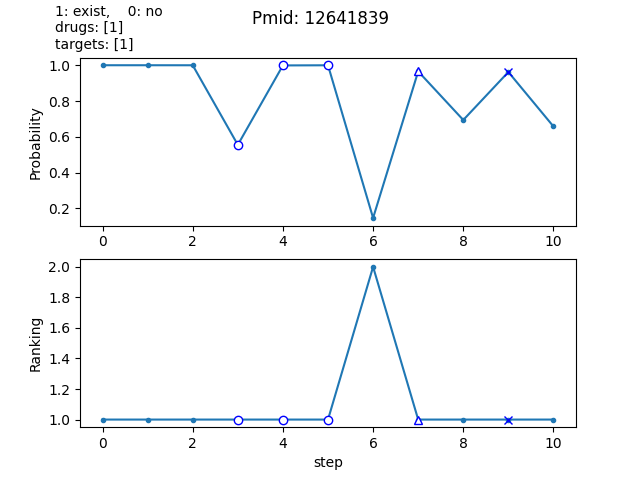 1: exist,    0: no
drugs: [1]
targets: [1]
Pmid: 12641839
Probability
1.0
0.8
0.6
0.4
0.2
0 2 4 6 8 10
Ranking
2.0
1.8
1.6
1.4
1.2
1.0
0 2 4 6 8 10
step